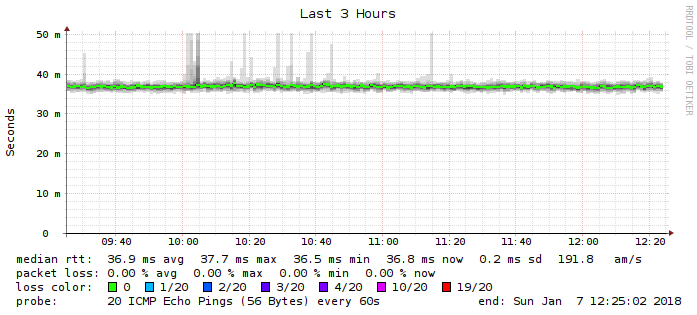 Last 3 Hours
RRDTOOL / TOBI OETIKER
Seconds
50 m
40 m
30 m
20 m
10 m
0
09:40 10:00 10:20 10:40 11:00 11:20 11:40 12:00 12:20
median rtt: 36.9 ms avg 37.7 ms max 36.5 ms min 36.8 ms now 0.2 ms sd 191.8 am/s
packet loss: 0.00 % avg 0.00 % max 0.00 % min 0.00 % now
loss color: 0 1/20 2/20 3/20 4/20 10/20 19/20
probe: 20 ICMP Echo Pings (56 Bytes) every 60s end: Sun Jan 7 12:25:02 2018